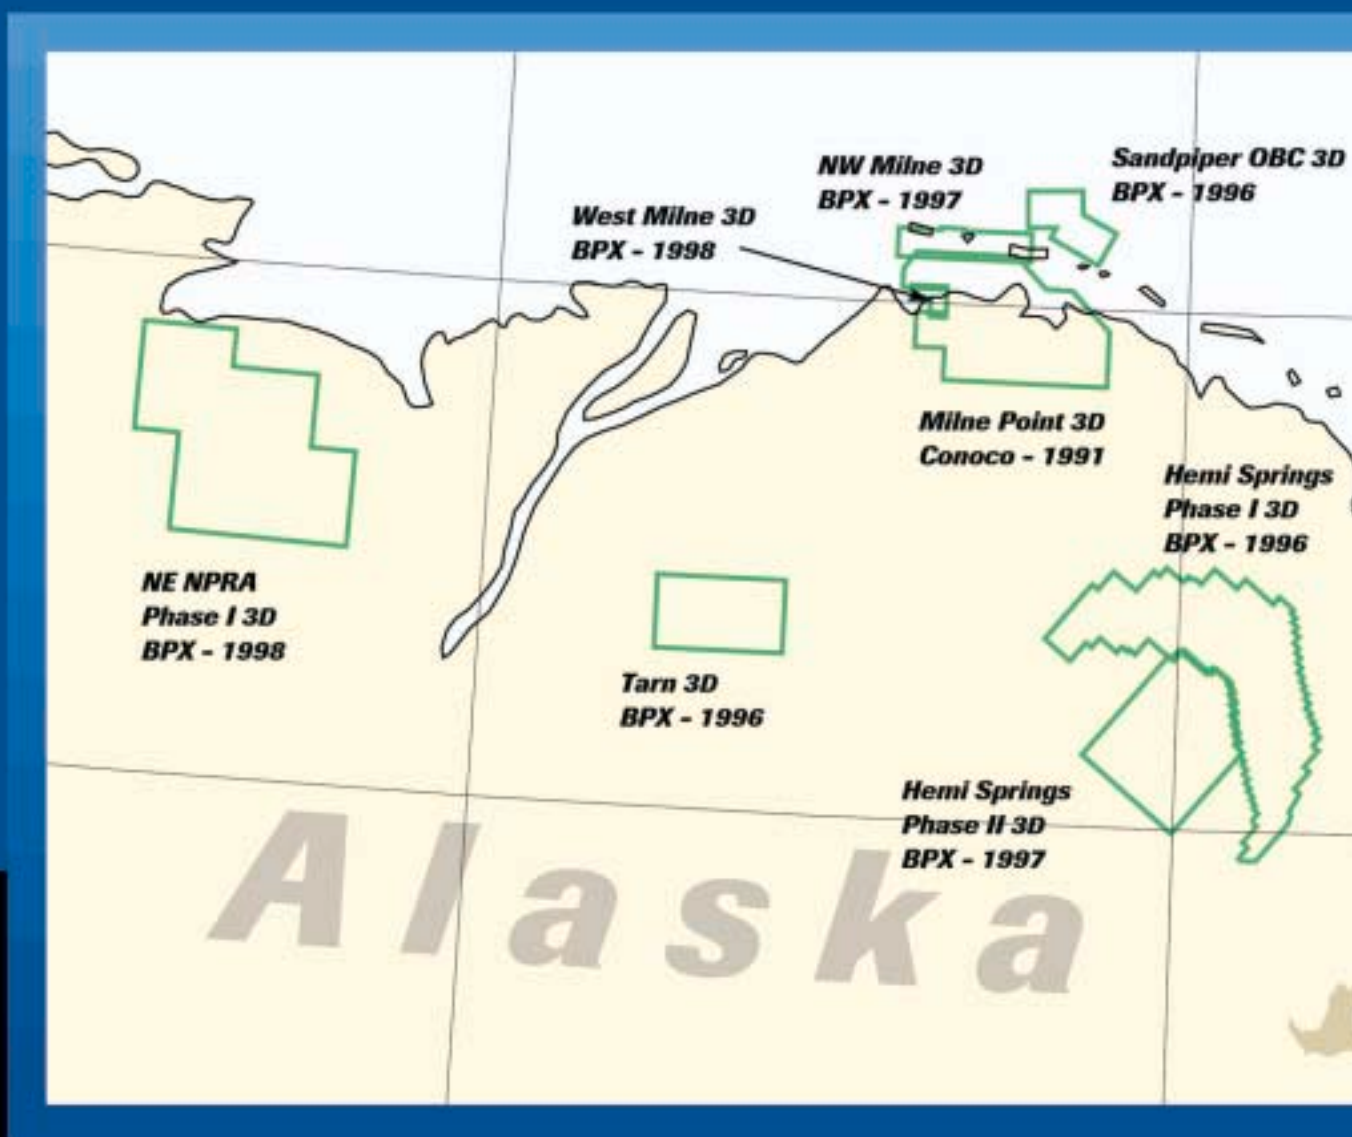 NW Milne 3D
BPX - 1997
Sandpiper OBC 3D
BPX - 1996
West Milne 3D
BPX - 1998
Milne Point 3D
Conoco - 1991
Hemi Springs
Phase I 3D
BPX - 1996
NE NPRA
Phase I 3D
BPX - 1998
Tarn 3D
BPX - 1996
Hemi Springs
Phase II 3D
BPX - 1997
Alaska